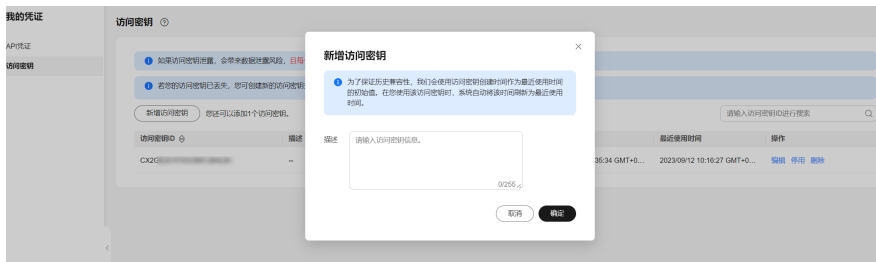 我的凭证
访问密钥
API凭证
访问密钥
如果访问密钥泄露，会带来数据泄露风险，且每
若您的访问密钥已丢失，您可创建新的访问密钥
新增访问密钥
您还可以添加1个访问密钥。
请输入访问密钥ID进行搜索
访问密钥ID
描述
最近使用时间
操作
CX2G
--
35:34 GMT+0...
2023/09/12 10:16:27 GMT+0...
编辑 停用 删除
新增访问密钥
为了保证历史兼容性，我们会使用访问密钥创建时间作为最近使用时间
的初始值。在您使用该访问密钥时，系统自动将该时间刷新为最近使用
时间。
描述
请输入访问密钥信息。
0/255
取消
确定